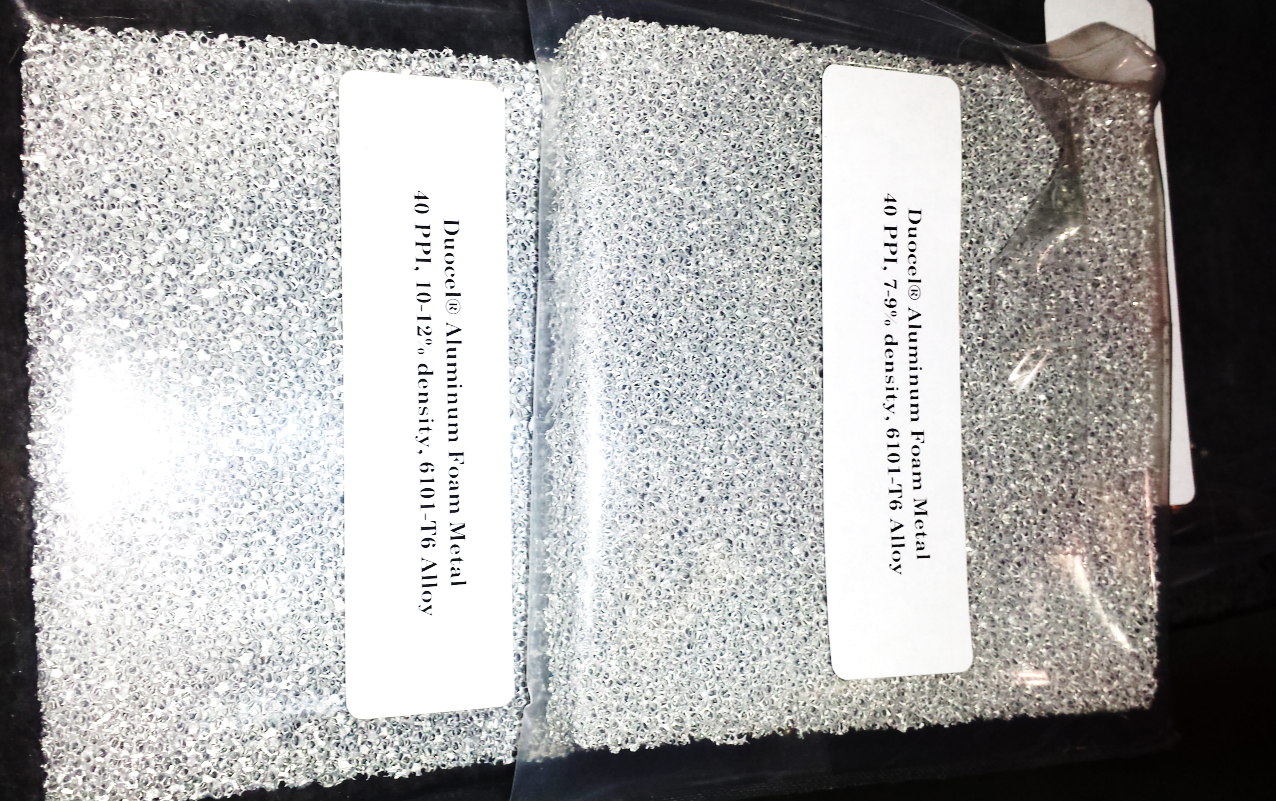 Duocel® Aluminum Foam Metal
40 PPI, 10-12% density, 6101-T6 Alloy
Duocel® Aluminum Foam Metal
40 PPI, 7-9% density, 6101-T6 Alloy